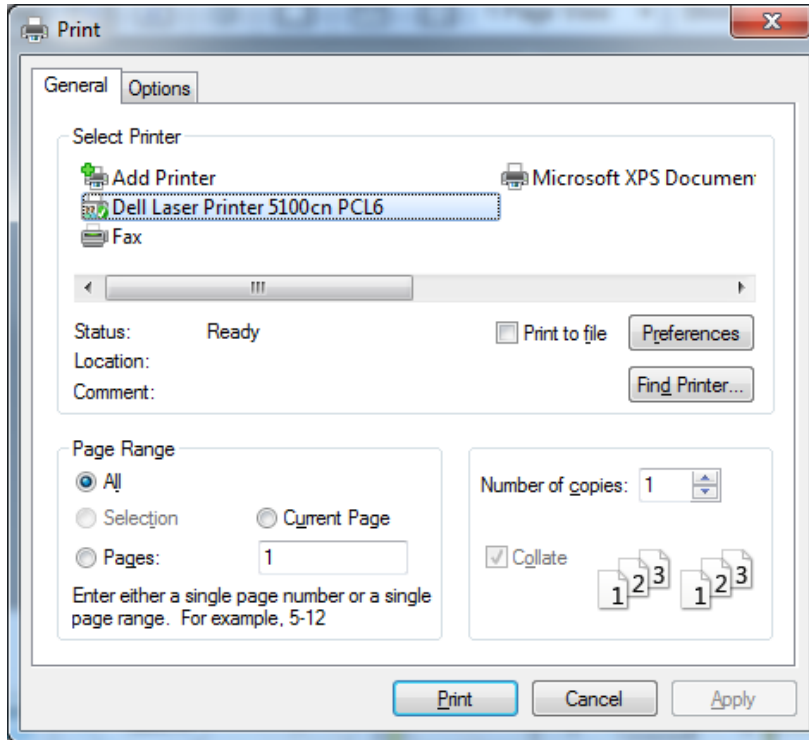 Print
General Options
Select Printer
Add Printer Microsoft XPS Documen
Dell Laser Printer 5100cn PCL6
Fax
Status: Ready Print to file Preferences
Location:
Comment: Find Printer...
Page Range
All Number of copies: 1
Selection Current Page
Pages: 1 Collate 1 2 3 1 2 3
Enter either a single page number or a single
page range. For example, 5-12
Print Cancel Apply